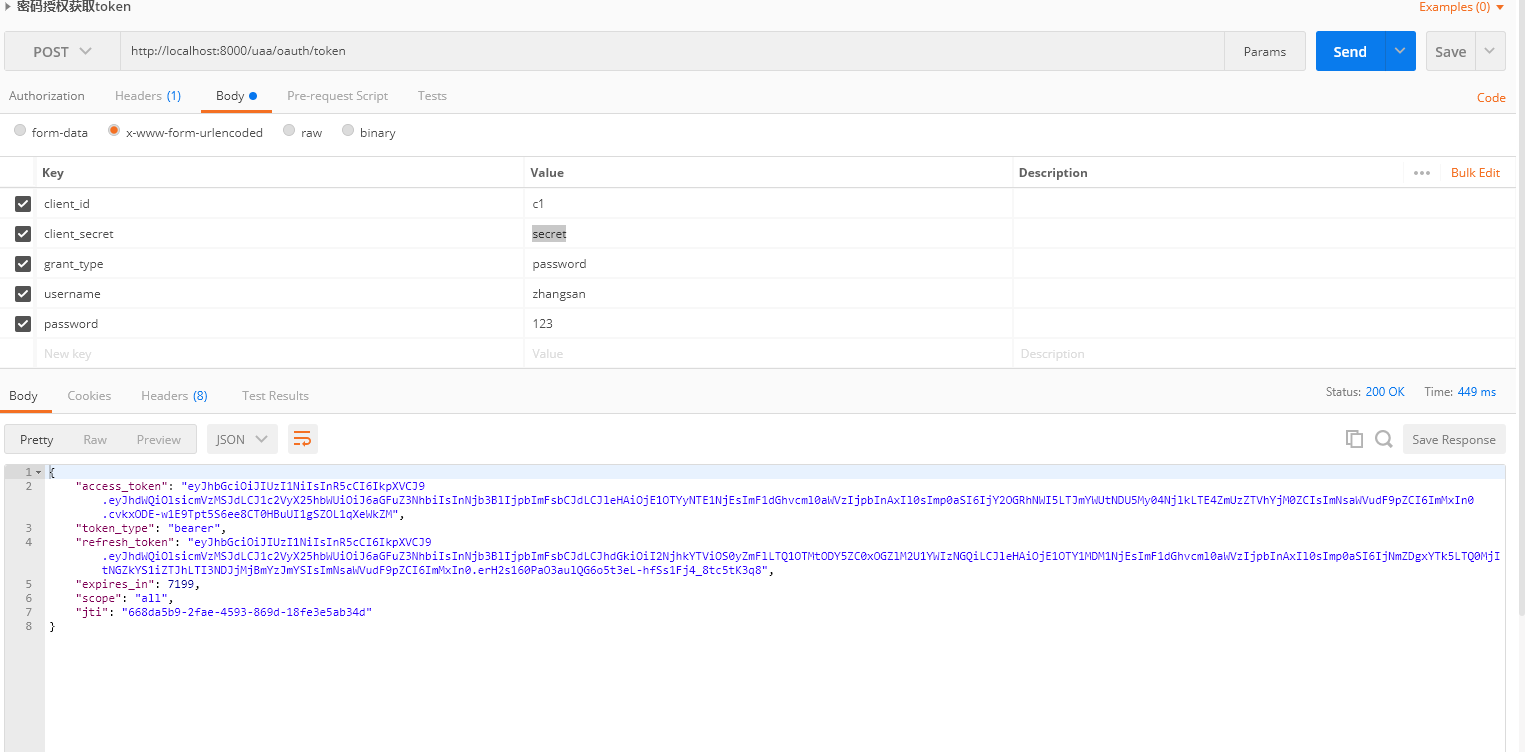 密码授权获取token
Examples (0)
POST
http://localhost:8000/uaa/oauth/token
Params
Send
Save
Authorization
Headers (1)
Body
Pre-request Script
Tests
Code
form-data
x-www-form-urlencoded
raw
binary
Key Value Description
Bulk Edit
client_id c1
client_secret secret
grant_type password
username zhangsan
password 123
New key Value Description
Body
Cookies
Headers (8)
Test Results
Status: 200 OK
Time: 449 ms
Pretty
Raw
Preview
JSON
Save Response
1 {
2 "access_token": "eyJhbGciOiJIUzI1NiIsInR5cCI6IkpXVCJ9
.eyJhdWQiOlsicmVzMSJdLCJ1c2VyX25hbWUiOiJ6aGFuZ3NhbiIsInNjb3BlIjpbImFsbCJdLCJleHAiOjE1OTYyNTE1NjEsImF1dGhvcml0aWVzIjpbInAxIl0sImp0aSI6IjY2OGRhNWI5LTJmYWUtNDU5My04NjlkLTE4ZmUzZTVhYjM0ZCIsImNsaWVudF9pZCI6ImMxIn0
.cvkxODE-w1E9Tpt5S6ee8CT0HBuUI1gSZOL1qXeWkZM",
3 "token_type": "bearer",
4 "refresh_token": "eyJhbGciOiJIUzI1NiIsInR5cCI6IkpXVCJ9
.eyJhdWQiOlsicmVzMSJdLCJ1c2VyX25hbWUiOiJ6aGFuZ3NhbiIsInNjb3BlIjpbImFsbCJdLCJhdGkiOiI2NjhkYTViOS0yZmFlLTQ1OTMtODY5ZC0xOGZlM2U1YWIzNGQiLCJleHAiOjE1OTY1MDM1NjEsImF1dGhvcml0aWVzIjpbInAxIl0sImp0aSI6IjNmZDgxYTk5LTQ0MjI
tNGZkYS1iZTJhLTI3NDJjMjBmYzJmYSIsImNsaWVudF9pZCI6ImMxIn0.erH2s160PaO3aulQG6o5t3eL-hfSs1Fj4_8tc5tK3q8",
5 "expires_in": 7199,
6 "scope": "all",
7 "jti": "668da5b9-2fae-4593-869d-18fe3e5ab34d"
8 }